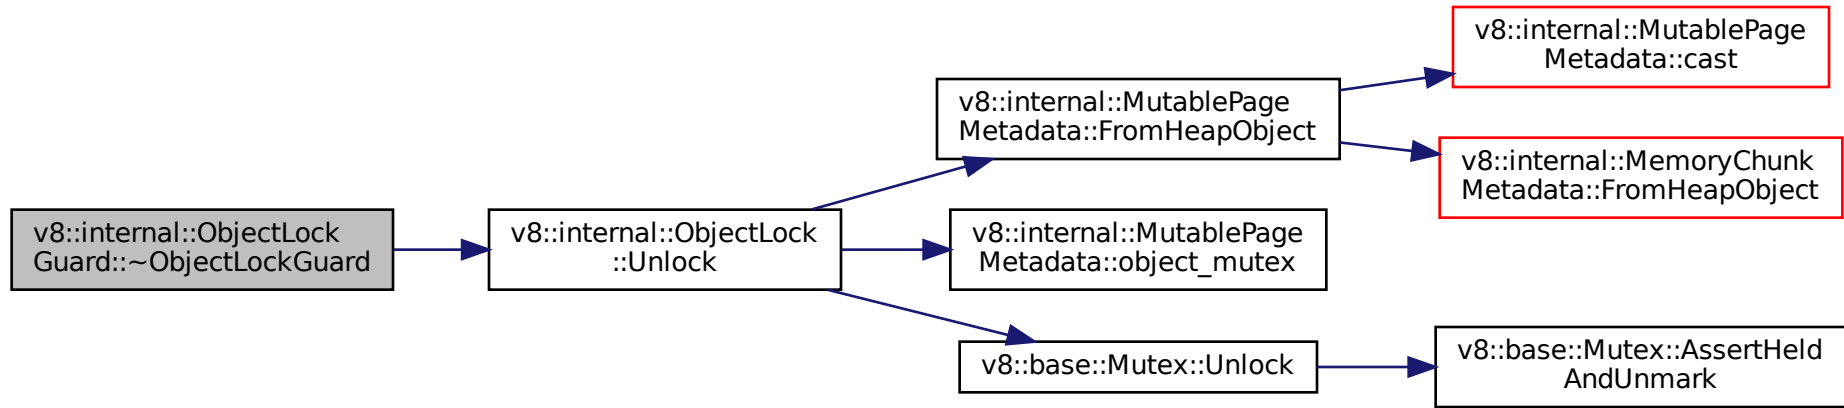 v8::internal::ObjectLock
Guard::~ObjectLockGuard
v8::internal::ObjectLock
::Unlock
v8::internal::MutablePage
Metadata::FromHeapObject
v8::internal::MutablePage
Metadata::cast
v8::internal::MemoryChunk
Metadata::FromHeapObject
v8::internal::MutablePage
Metadata::object_mutex
v8::base::Mutex::Unlock
v8::base::Mutex::AssertHeld
AndUnmark